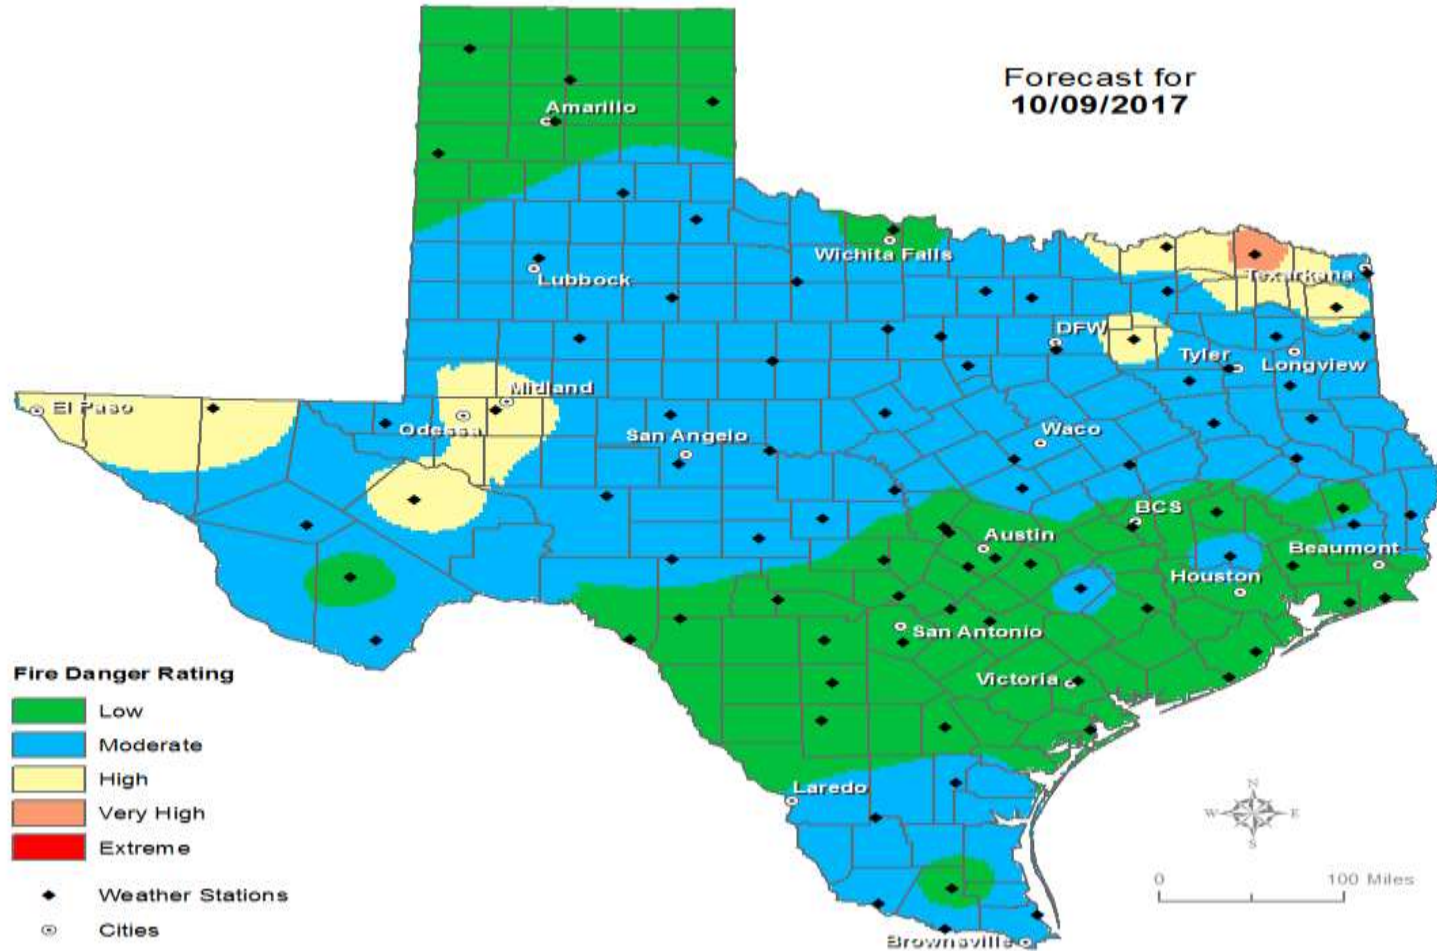 Forecast for
10/09/2017
Amarillo
Wichita Falls
Lubbock
Texarkana
DFW
Tyler
Longview
Midland
El Paso
Odessa
San Angelo
Waco
BCS
Austin
Beaumont
Houston
San Antonio
Victoria
Laredo
Brownsville
Fire Danger Rating
Low
Moderate
High
Very High
Extreme
Weather Stations
Cities
N
W E
S
0 100 Miles